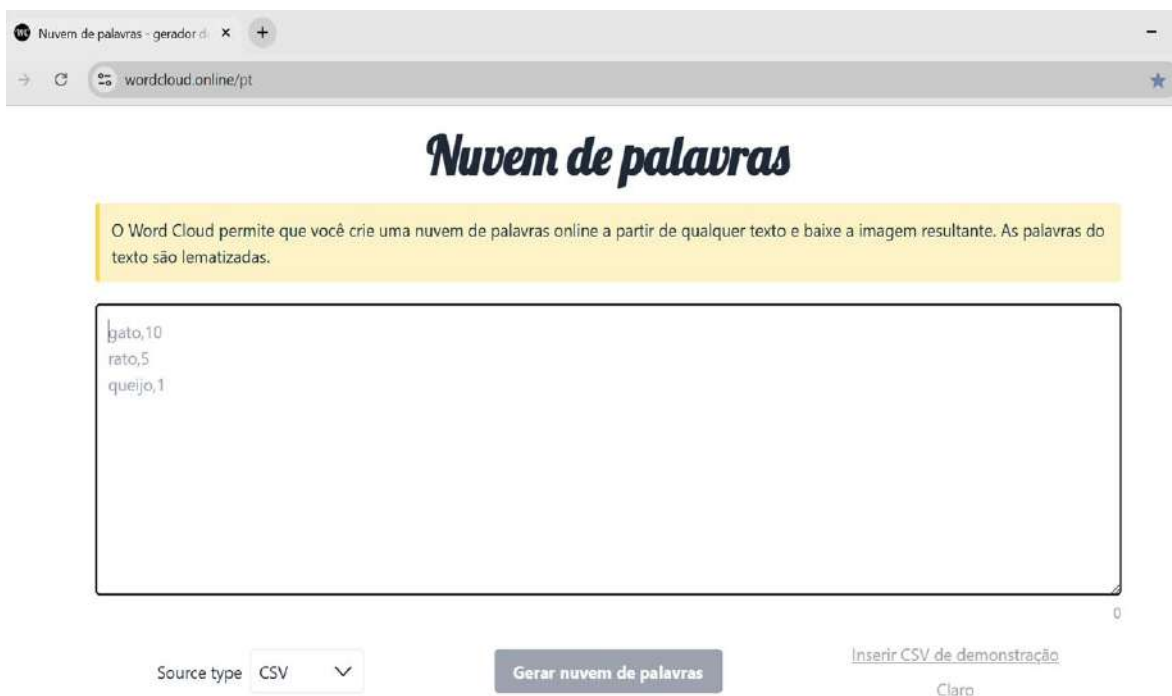 Nuvem de palavras - gerador d
wordcloud.online/pt
Nuvem de palavras
O Word Cloud permite que você crie uma nuvem de palavras online a partir de qualquer texto e baixe a imagem resultante. As palavras do
texto são lematizadas.
gato,10
rato,5
queijo,1
0
Source type CSV
Gerar nuvem de palavras
Inserir CSV de demonstração
Claro